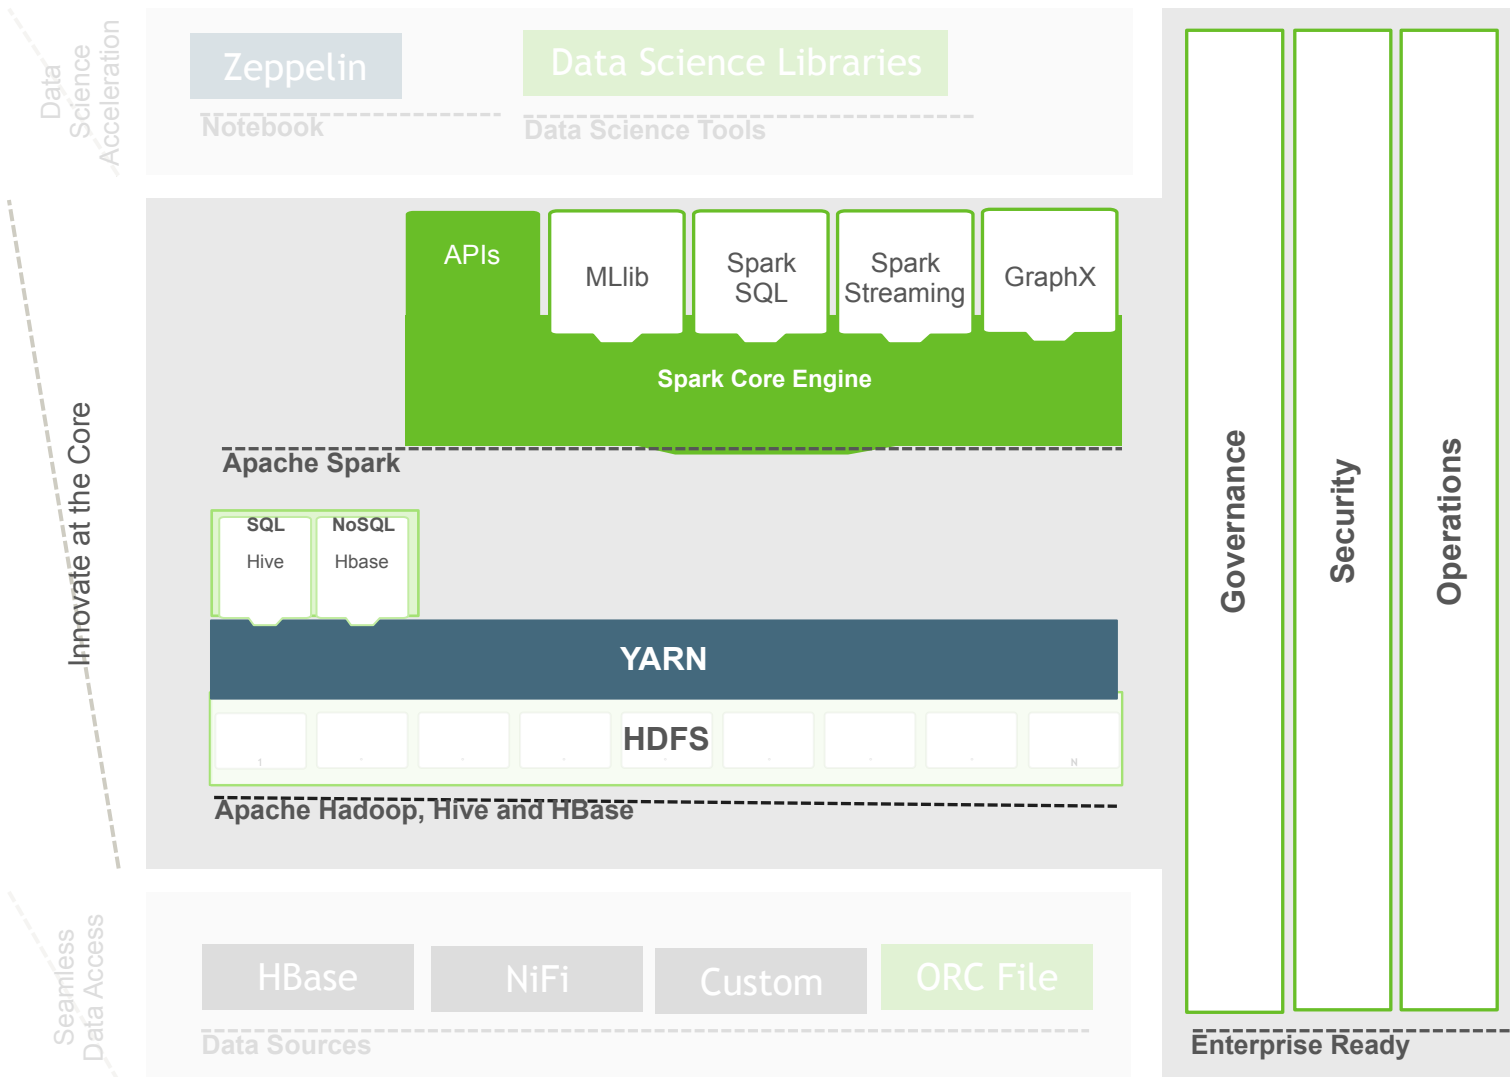 Data
Science
Acceleration
Zeppelin
Notebook
Data Science Libraries
Data Science Tools
Innovate at the Core
APIs
MLlib
Spark
SQL
Spark
Streaming
GraphX
Spark Core Engine
Apache Spark
SQL
Hive
NoSQL
Hbase
YARN
HDFS
1
N
Apache Hadoop, Hive and HBase
Seamless
Data Access
HBase
NiFi
Custom
ORC File
Data Sources
Governance
Security
Operations
Enterprise Ready